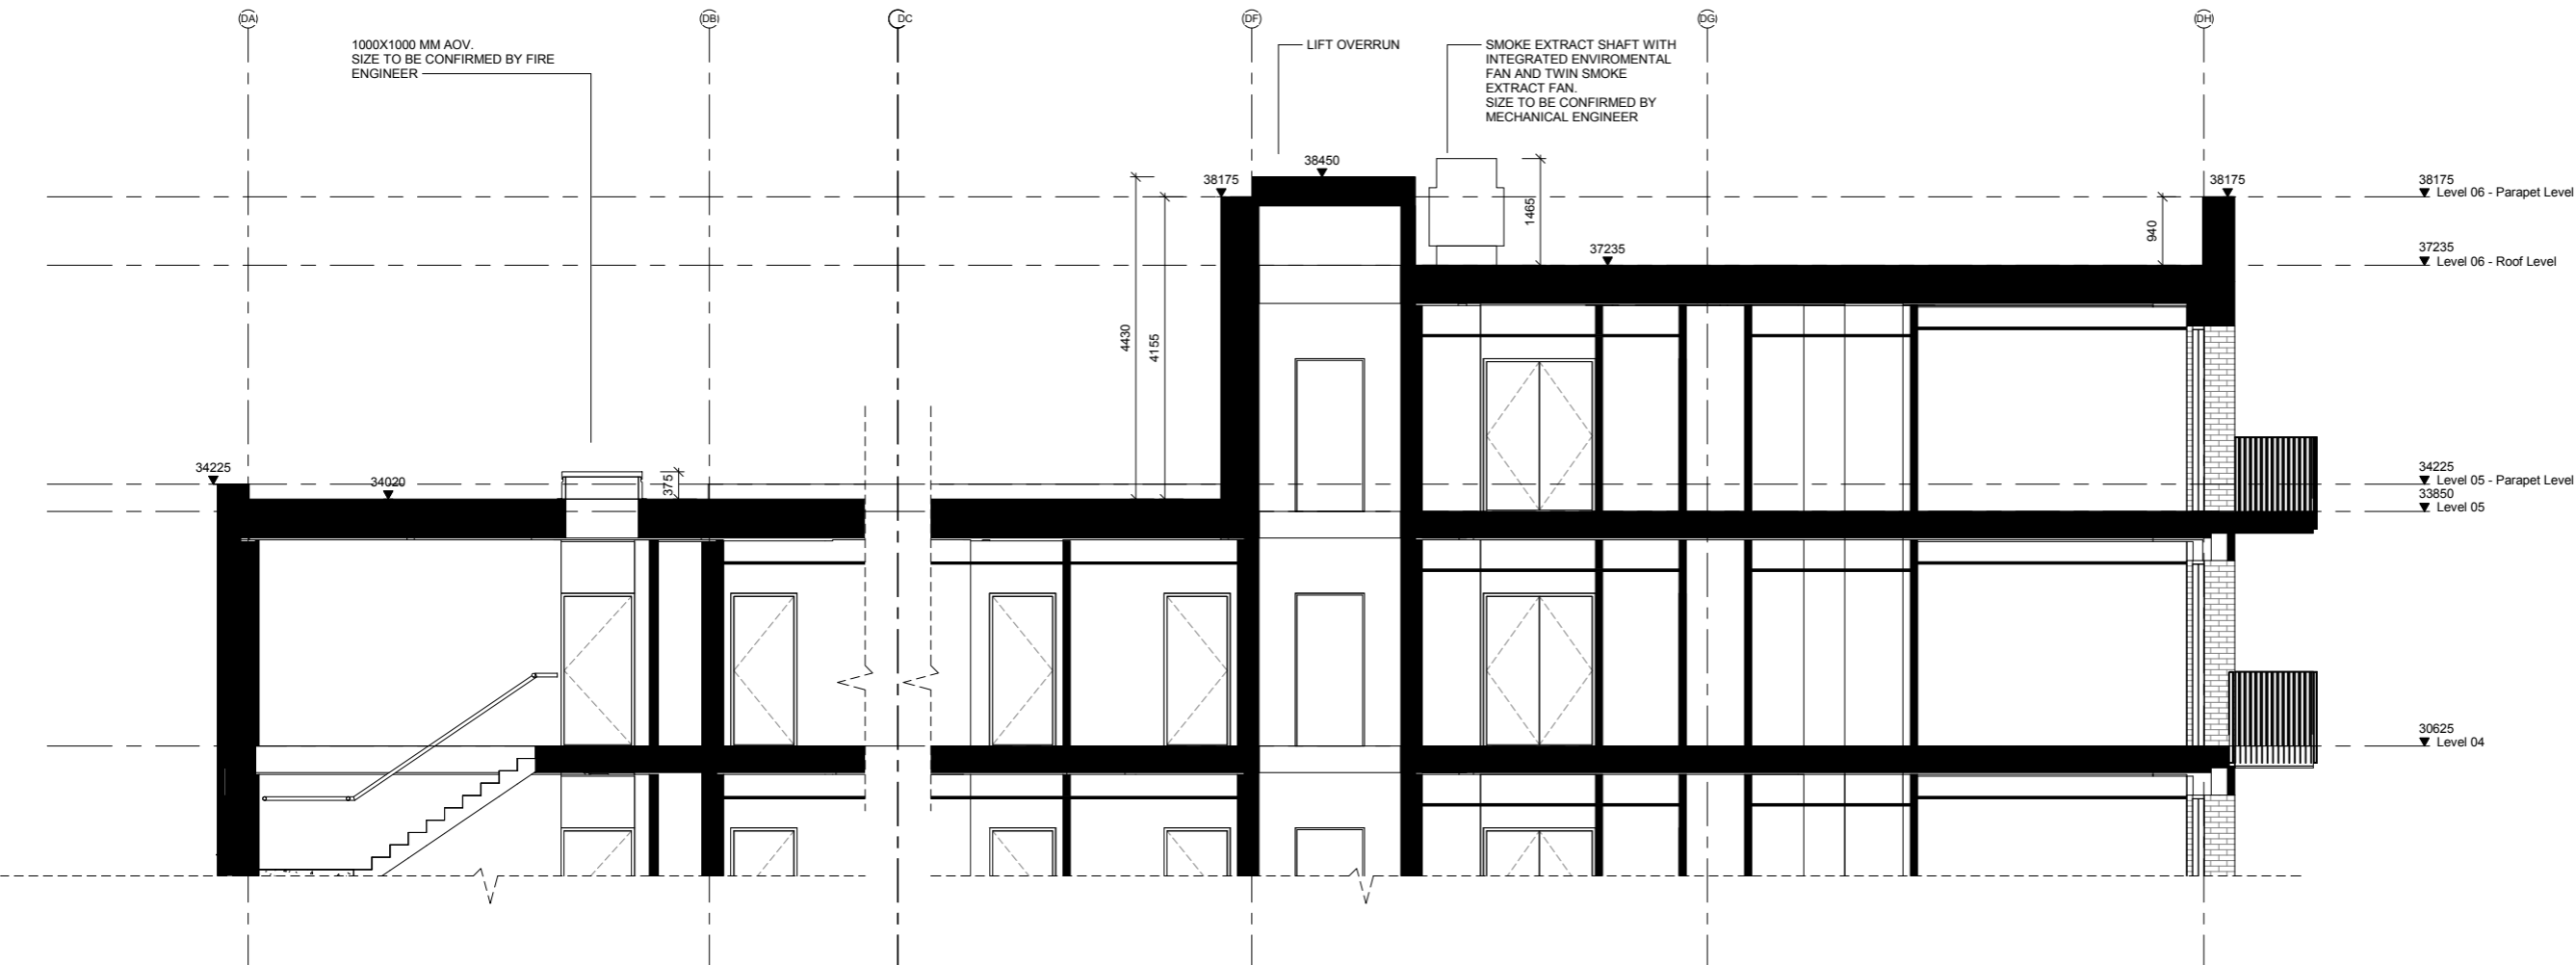 DA
DB
DC
DF
DG
DH
1000X1000 MM AOV.
SIZE TO BE CONFIRMED BY FIRE
ENGINEER
LIFT OVERRUN
SMOKE EXTRACT SHAFT WITH
INTEGRATED ENVIROMENTAL
FAN AND TWIN SMOKE
EXTRACT FAN.
SIZE TO BE CONFIRMED BY
MECHANICAL ENGINEER
38450
38175
38175
38175
Level 06 - Parapet Level
1465
940
37235
37235
Level 06 - Roof Level
4430
4155
34225
34020
375
34225
Level 05 - Parapet Level
33850
Level 05
30625
Level 04